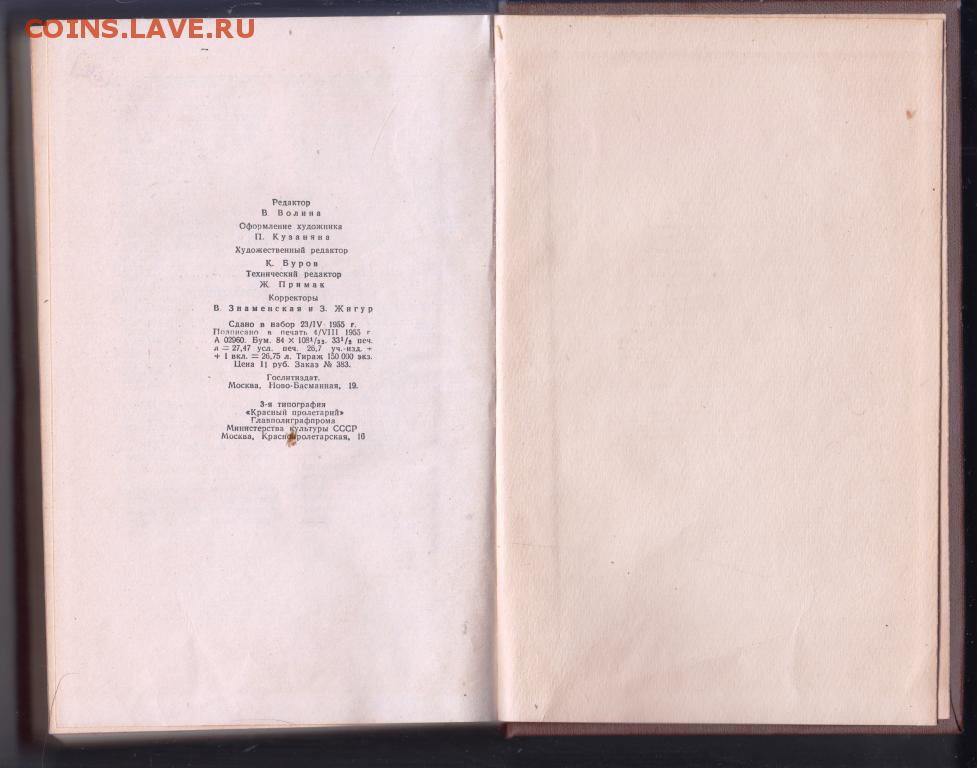 COINS.LAVE.RU
Редактор
В Волина
Оформление художника
П. Кузаняна
Художественный редактор
К. Буров
Технический редактор
Ж. Примак
Корректоры
В. Знаменская и З. Жигур
Сдано в набор 23/IV 1955 г.
Подписано в печать 4/VIII 1955 г.
А 02960. Бум. 84 × 108¹/₃₂. 33¹/₂ печ.
л = 27,47 усл. печ. 26,7 уч.-изд. +
+ 1 вкл. = 26,75 л. Тираж 150 000 экз.
Цена 11 руб. Заказ № 383.
Гослитиздат.
Москва, Ново-Басманная, 19.
3-я типография
«Красный пролетарий»
Главполиграфпрома
Министерства культуры СССР
Москва, Краснопролетарская, 16